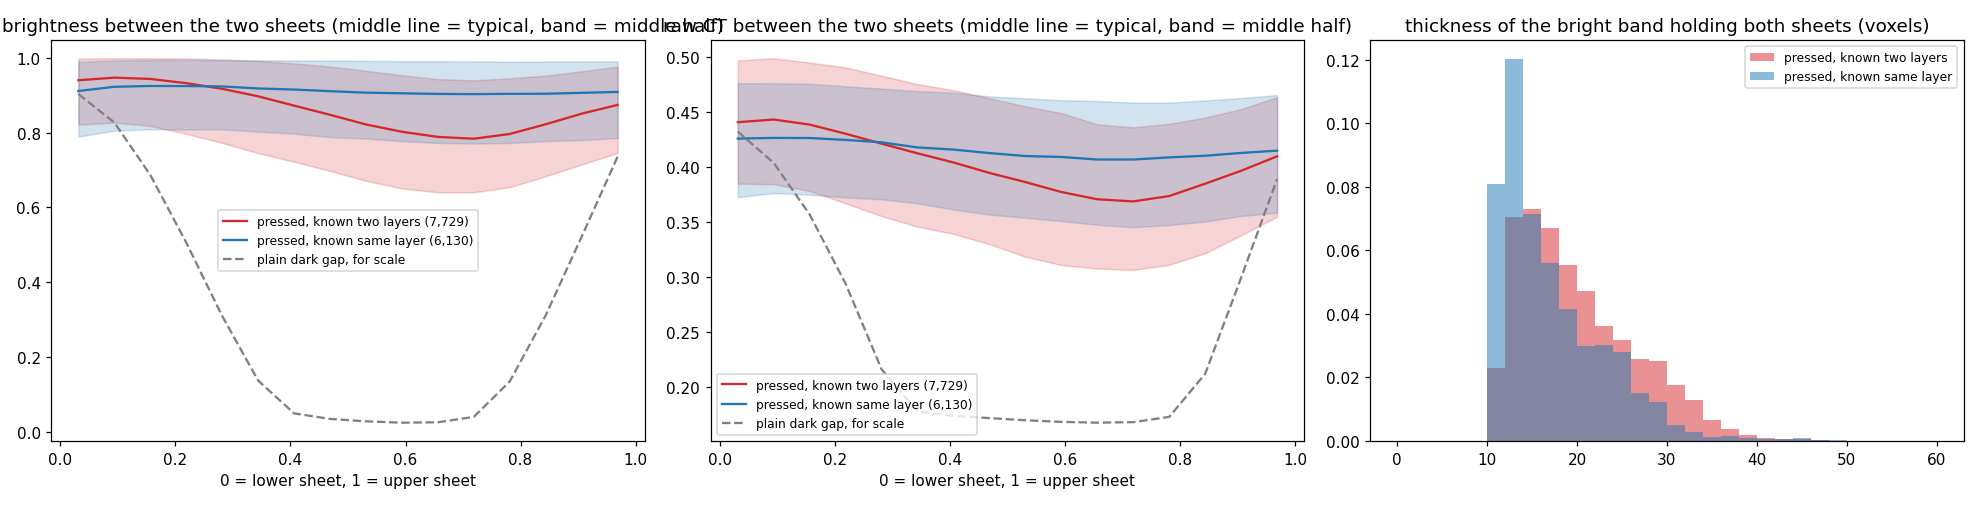 brightness between the two sheets (middle line = typical, band = middle half)
raw CT between the two sheets (middle line = typical, band = middle half)
thickness of the bright band holding both sheets (voxels)
1.0
0.8
0.6
0.4
0.2
0.0
pressed, known two layers (7,729)
pressed, known same layer (6,130)
plain dark gap, for scale
0.0 0.2 0.4 0.6 0.8 1.0
0 = lower sheet, 1 = upper sheet
0.50
0.45
0.40
0.35
0.30
0.25
0.20
pressed, known two layers (7,729)
pressed, known same layer (6,130)
plain dark gap, for scale
0.0 0.2 0.4 0.6 0.8 1.0
0 = lower sheet, 1 = upper sheet
0.12
0.10
0.08
0.06
0.04
0.02
0.00
pressed, known two layers
pressed, known same layer
0 10 20 30 40 50 60